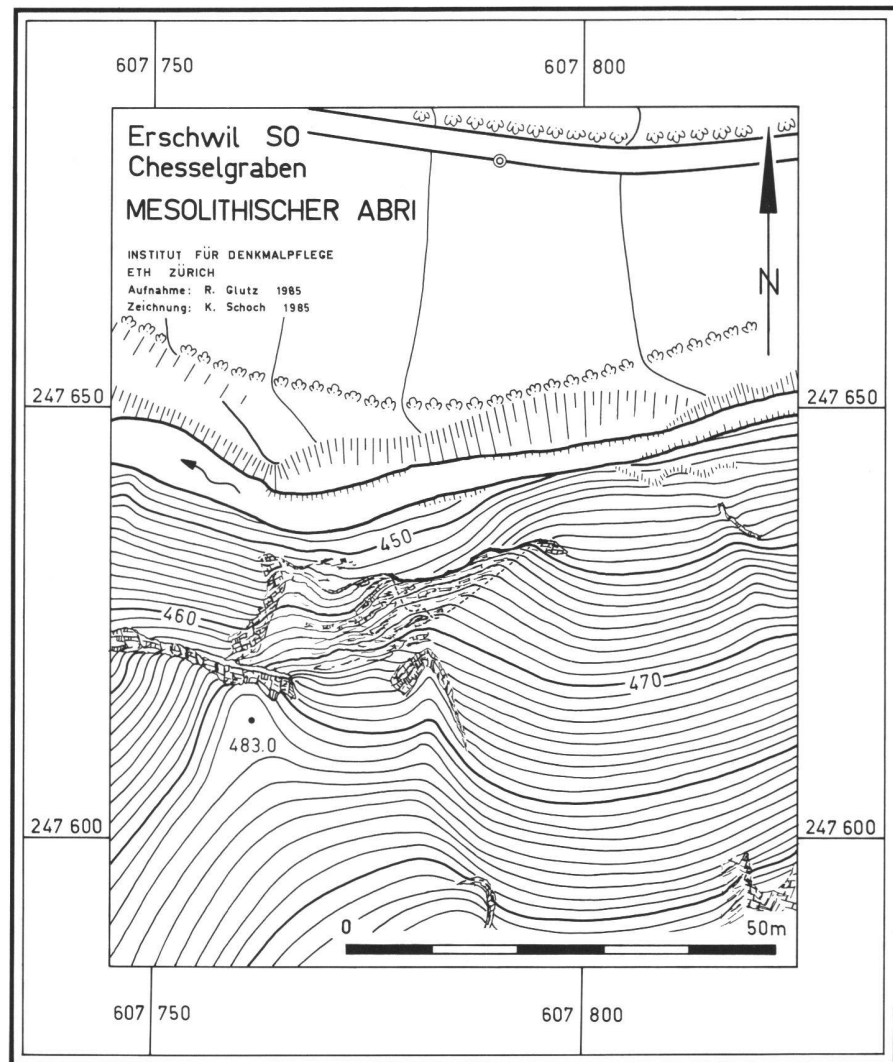 607 750
607 800
Erschwil SO
Chesselgraben
MESOLITHISCHER ABRI
INSTITUT FÜR DENKMALPFLEGE
ETH ZÜRICH
Aufnahme: R. Glutz 1985
Zeichnung: K. Schoch 1985
N
247 650
247 650
450
460
470
483.0
247 600
247 600
0
50m
607 750
607 800